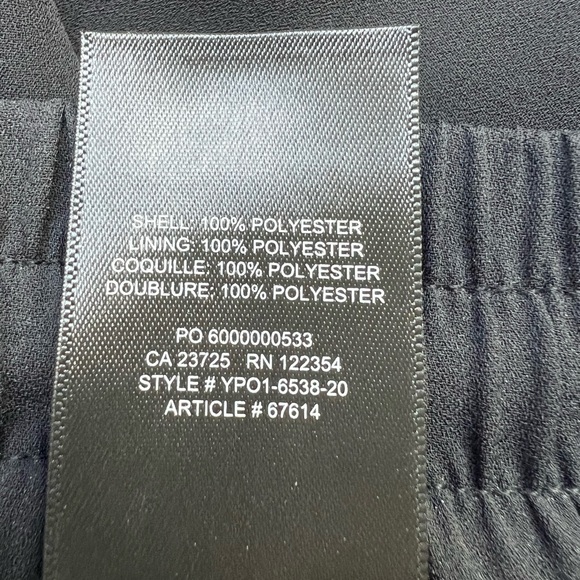 SHELL: 100% POLYESTER
LINING: 100% POLYESTER
COQUILLE: 100% POLYESTER
DOUBLURE: 100% POLYESTER
PO 6000000533
CA 23725 RN 122354
STYLE # YPO1-6538-20
ARTICLE # 67614